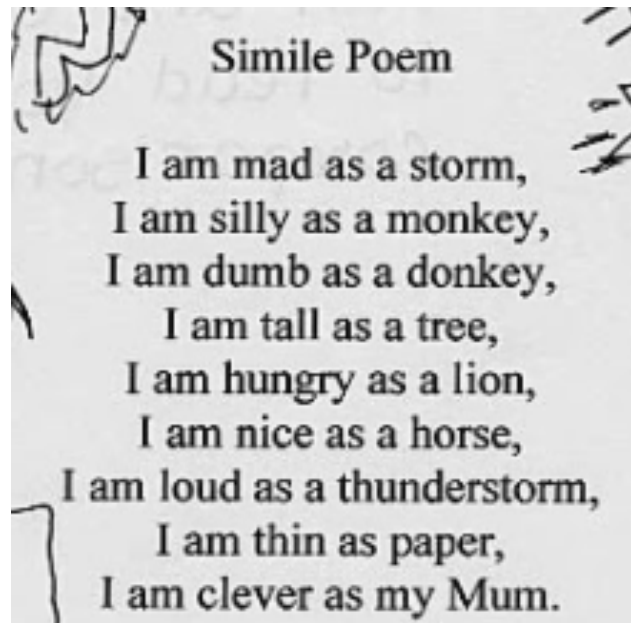 Simile Poem
I am mad as a storm,
I am silly as a monkey,
I am dumb as a donkey,
I am tall as a tree,
I am hungry as a lion,
I am nice as a horse,
I am loud as a thunderstorm,
I am thin as paper,
I am clever as my Mum.